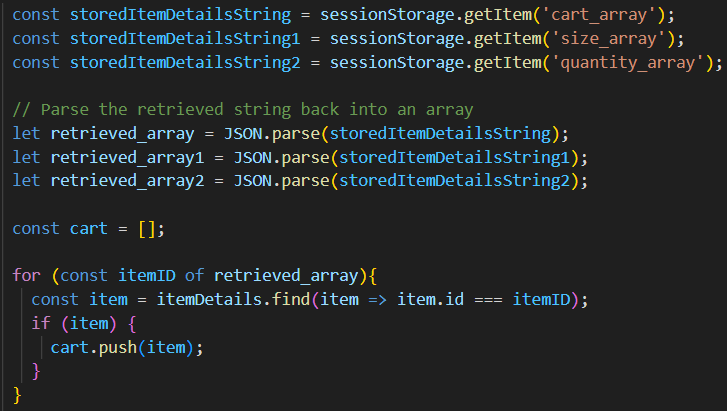 const storedItemDetailsString = sessionStorage.getItem('cart_array');
const storedItemDetailsString1 = sessionStorage.getItem('size_array');
const storedItemDetailsString2 = sessionStorage.getItem('quantity_array');

// Parse the retrieved string back into an array
let retrieved_array = JSON.parse(storedItemDetailsString);
let retrieved_array1 = JSON.parse(storedItemDetailsString1);
let retrieved_array2 = JSON.parse(storedItemDetailsString2);

const cart = [];

for (const itemID of retrieved_array){
  const item = itemDetails.find(item => item.id === itemID);
  if (item) {
    cart.push(item);
  }
}